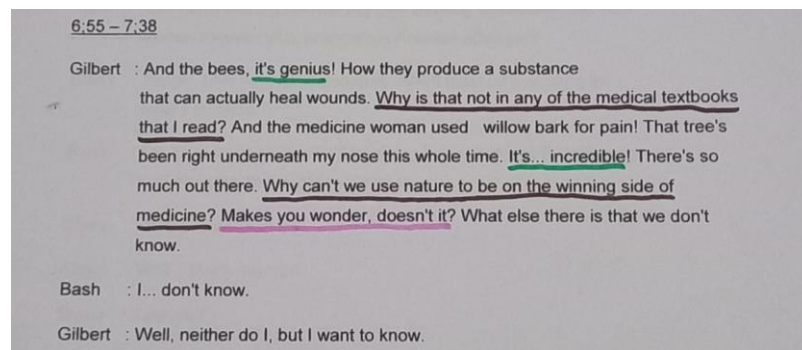 6:55 – 7:38
Gilbert : And the bees, it's genius! How they produce a substance
that can actually heal wounds. Why is that not in any of the medical textbooks
that I read? And the medicine woman used willow bark for pain! That tree's
been right underneath my nose this whole time. It's... incredible! There's so
much out there. Why can't we use nature to be on the winning side of
medicine? Makes you wonder, doesn't it? What else there is that we don't
know.
Bash : I... don't know.
Gilbert : Well, neither do I, but I want to know.